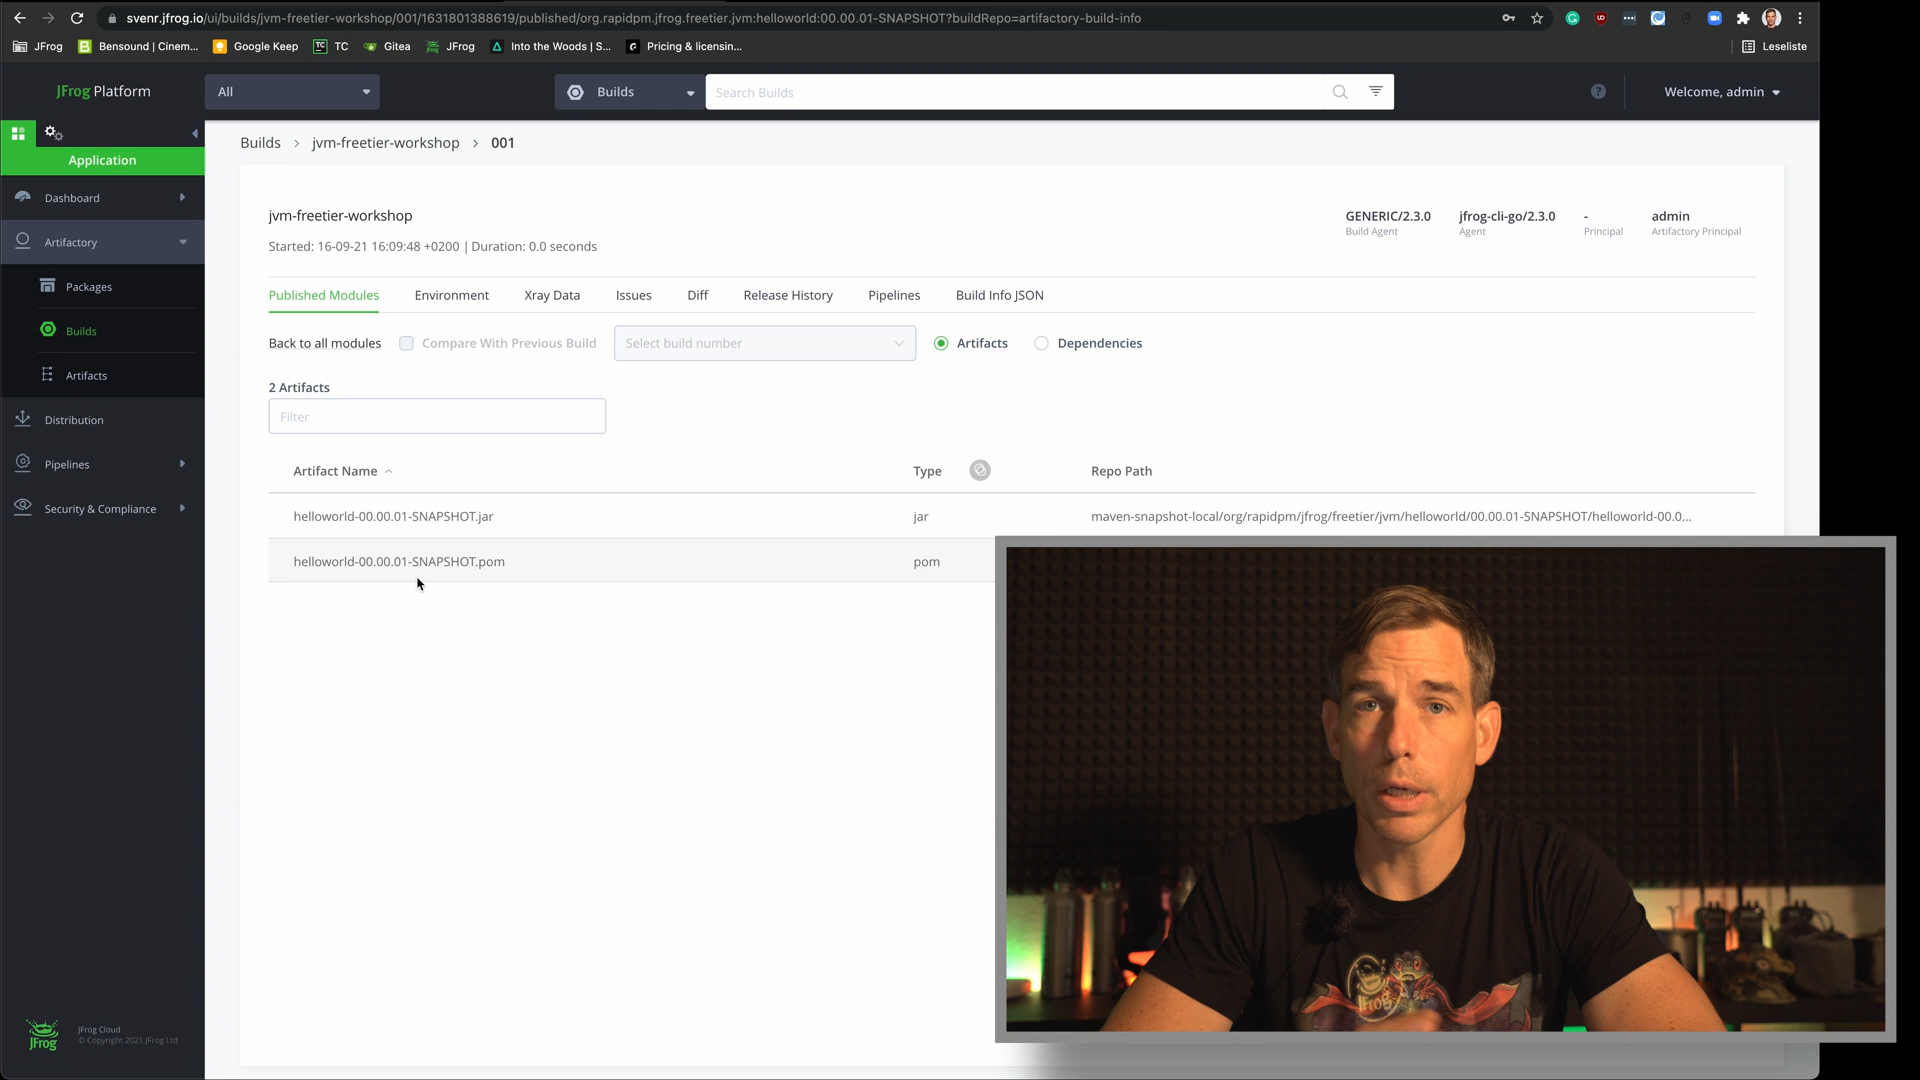 svenr.jfrog.io/ui/builds/jvm-freetier-workshop/001/1631801388619/published/org.rapidpm.jfrog.freetier.jvm:helloworld:00.00.01-SNAPSHOT?buildRepo=artifactory-build-info
JFrog
Bensound | Cinem...
Google Keep
TC TC
Gitea
JFrog
Into the Woods | S...
Pricing & licensin...
Leseliste
JFrog Platform
All
Builds
Search Builds
Welcome, admin
Application
Dashboard
Artifactory
Packages
Builds
Artifacts
Distribution
Pipelines
Security & Compliance
JFrog
JFrog Cloud
© Copyright 2021 JFrog Ltd
Builds > jvm-freetier-workshop > 001
jvm-freetier-workshop
Started: 16-09-21 16:09:48 +0200 | Duration: 0.0 seconds
GENERIC/2.3.0
Build Agent
jfrog-cli-go/2.3.0
Agent
-
Principal
admin
Artifactory Principal
Published Modules
Environment
Xray Data
Issues
Diff
Release History
Pipelines
Build Info JSON
Back to all modules
Compare With Previous Build
Select build number
Artifacts
Dependencies
2 Artifacts
Filter
Artifact Name
Type
Repo Path
helloworld-00.00.01-SNAPSHOT.jar
jar
maven-snapshot-local/org/rapidpm/jfrog/freetier/jvm/helloworld/00.00.01-SNAPSHOT/helloworld-00.0...
helloworld-00.00.01-SNAPSHOT.pom
pom
JFrog